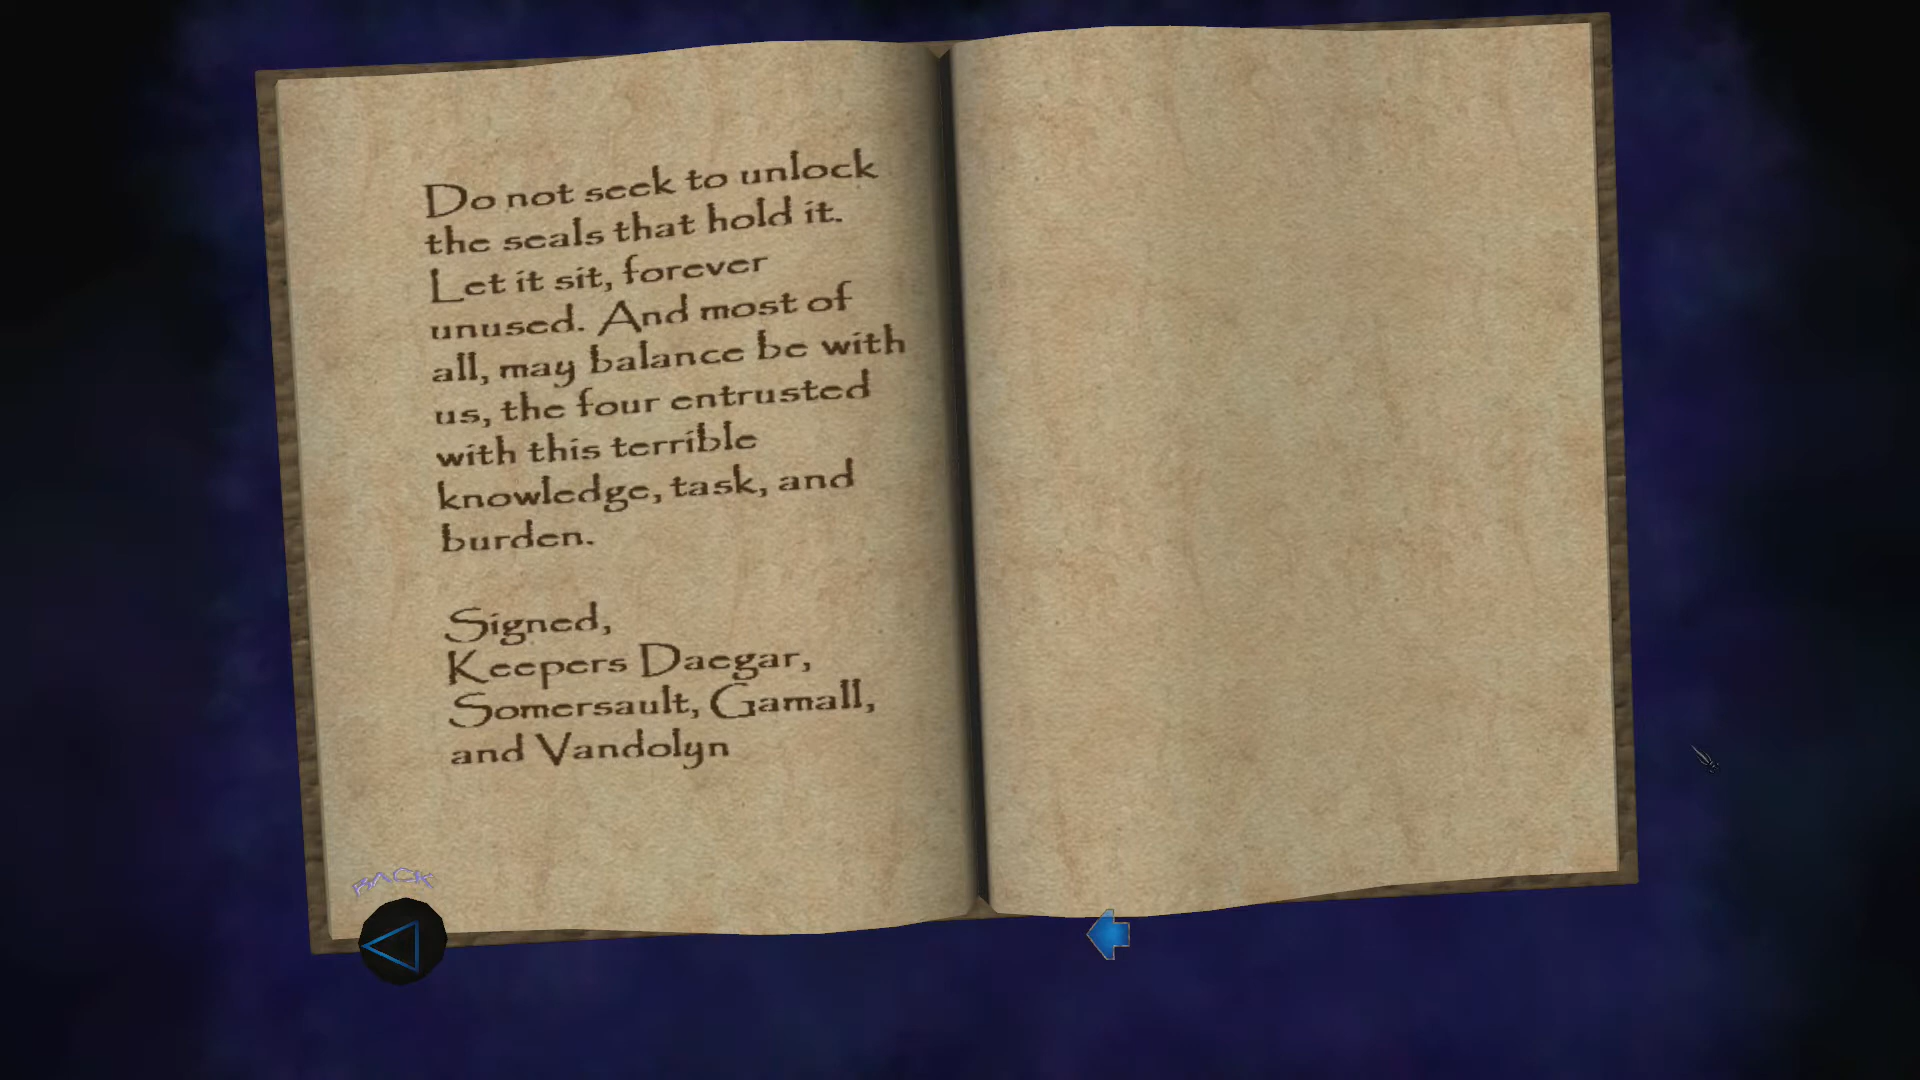 Do not seek to unlock
the seals that hold it.
Let it sit, forever
unused. And most of
all, may balance be with
us, the four entrusted
with this terrible
knowledge, task, and
burden.
Signed,
Keepers Daegar,
Somersault, Gamall,
and Vandolyn
BACK